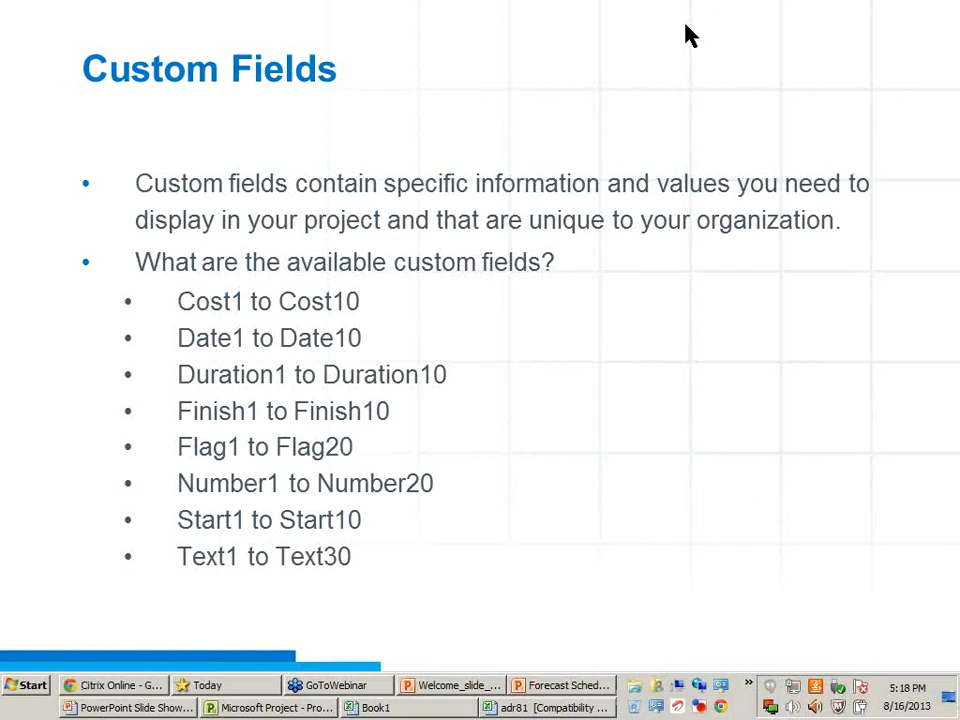 Custom Fields
• Custom fields contain specific information and values you need to
display in your project and that are unique to your organization.
• What are the available custom fields?
• Cost1 to Cost10
• Date1 to Date10
• Duration1 to Duration10
• Finish1 to Finish10
• Flag1 to Flag20
• Number1 to Number20
• Start1 to Start10
• Text1 to Text30
Start
Citrix Online - G...
Today
GoToWebinar
Welcome_slide_...
Forecast Sched...
»
5:18 PM
PowerPoint Slide Show...
Microsoft Project - Pro...
Book1
adr81 [Compatibility ...
8/16/2013